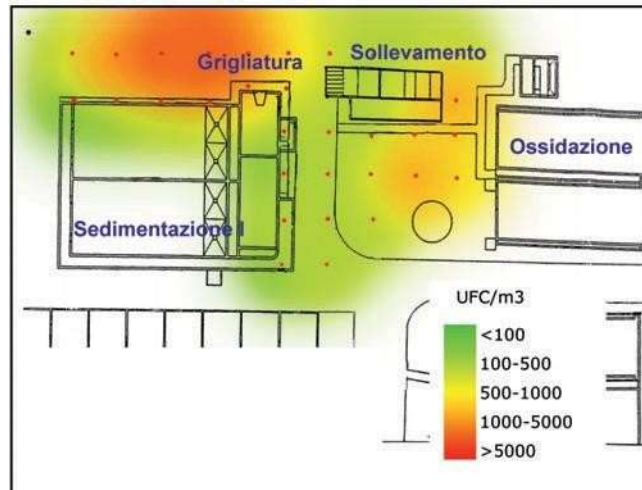 Grigliatura
Sollevamento
Ossidazione
Sedimentazione I
UFC/m3
<100
100-500
500-1000
1000-5000
>5000